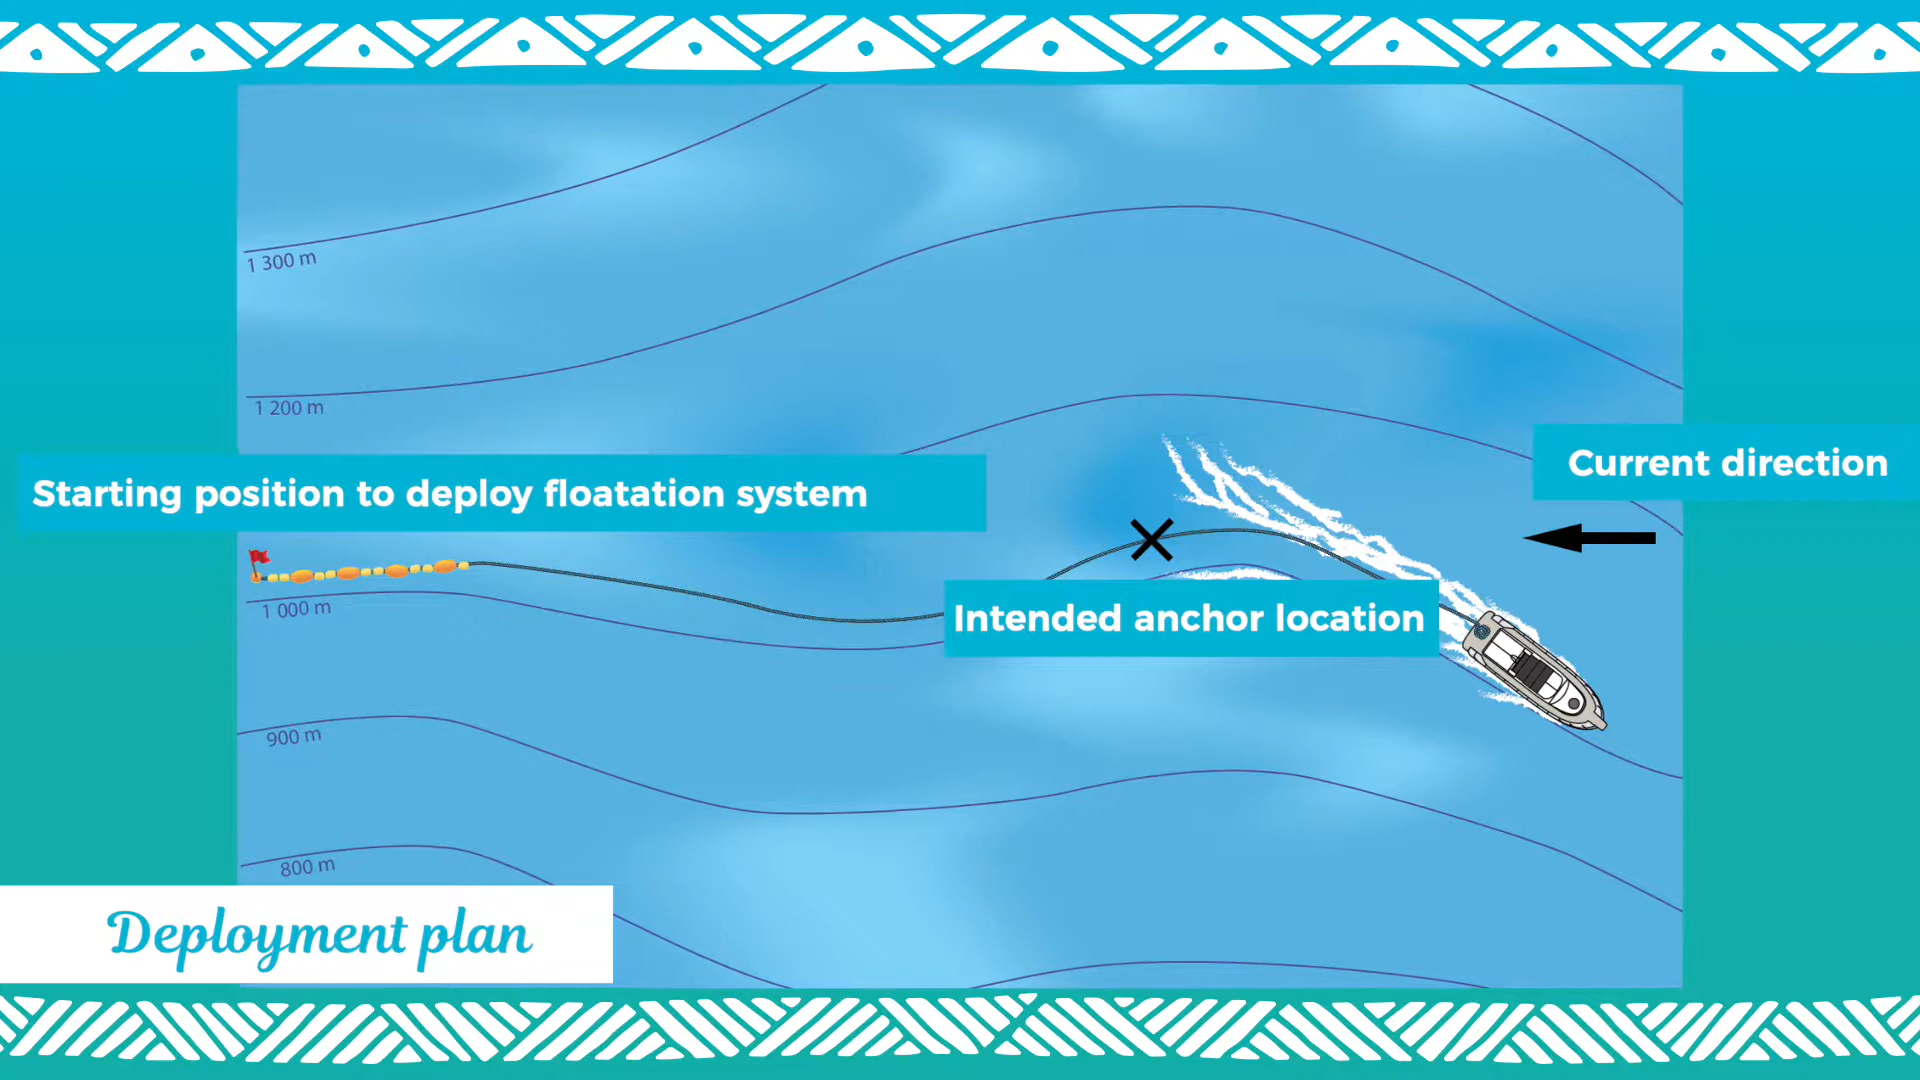 1 300 m
1 200 m
Current direction
Starting position to deploy floatation system
1 000 m
Intended anchor location
900 m
800 m
Deployment plan